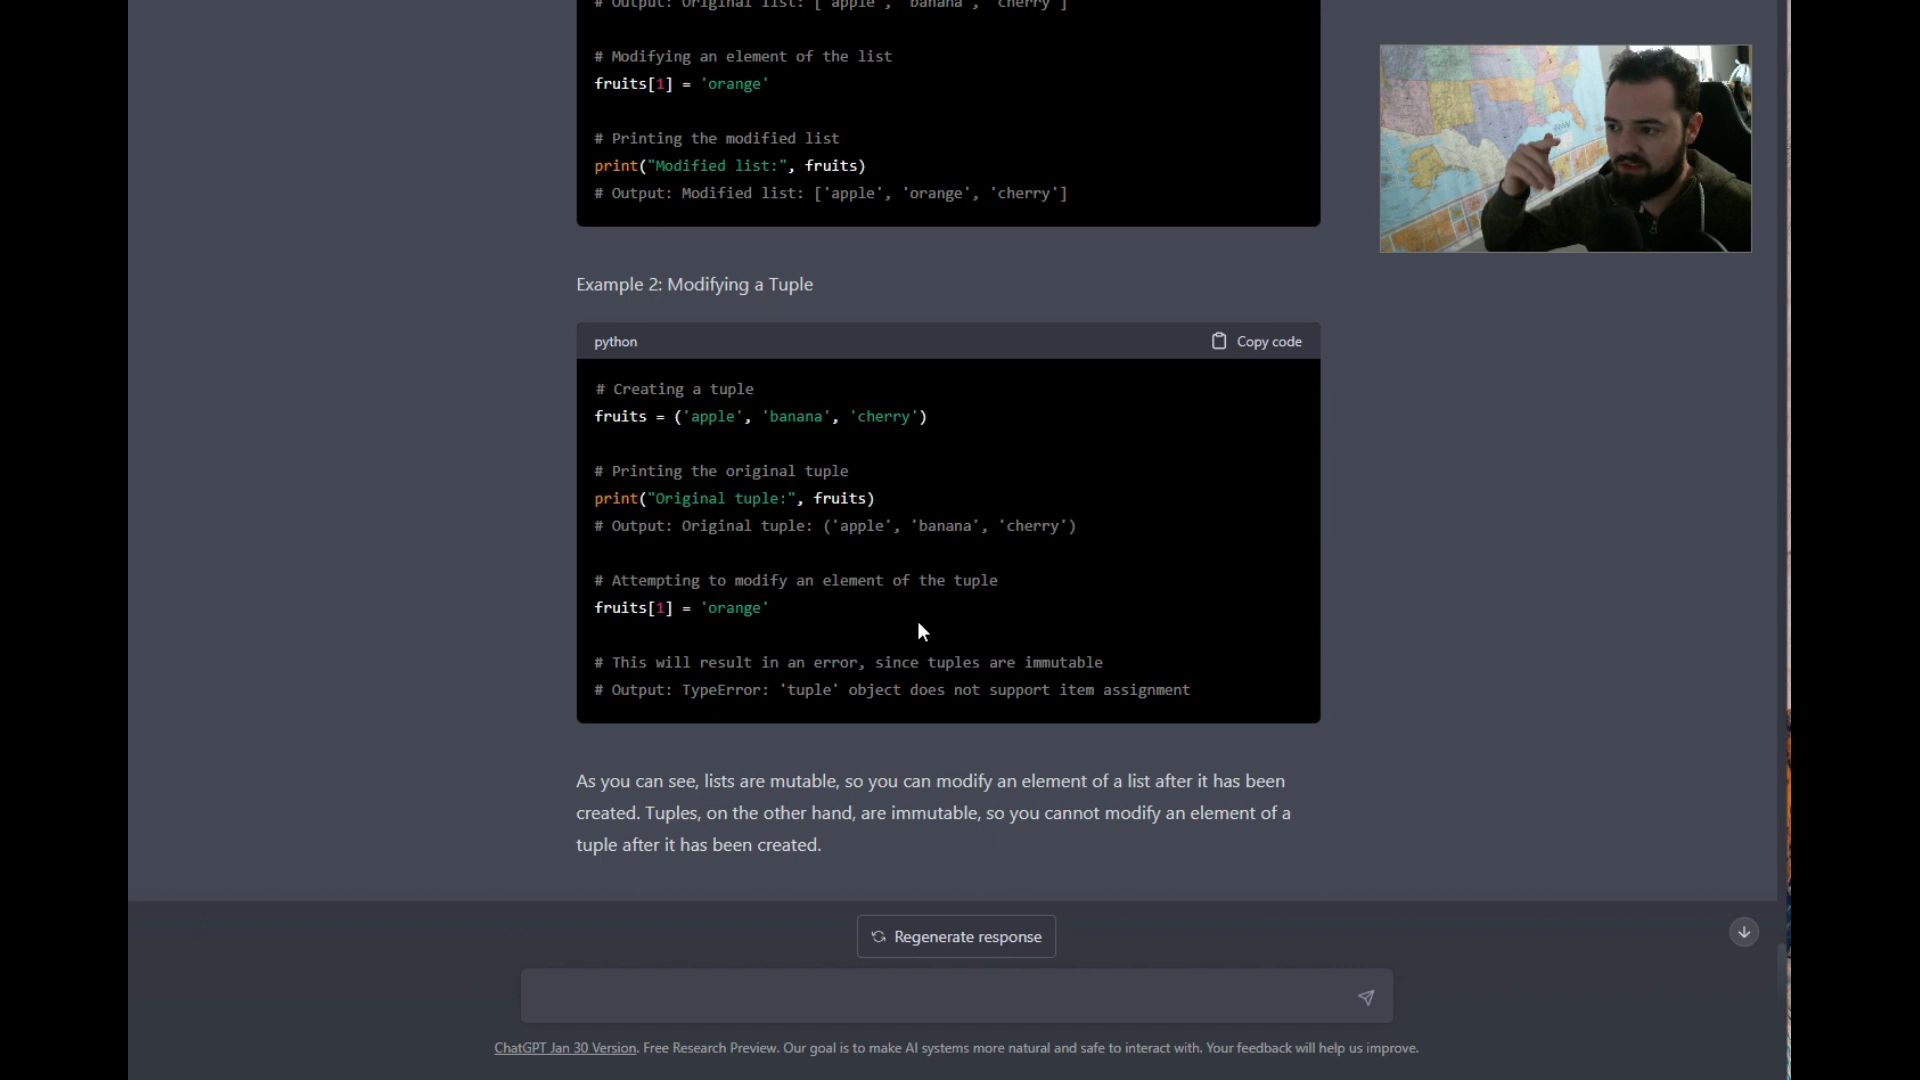 # Output: Original list: ['apple', 'banana', 'cherry']
# Modifying an element of the list
fruits[1] = 'orange'
# Printing the modified list
print("Modified list:", fruits)
# Output: Modified list: ['apple', 'orange', 'cherry']
Example 2: Modifying a Tuple
python
Copy code
# Creating a tuple
fruits = ('apple', 'banana', 'cherry')
# Printing the original tuple
print("Original tuple:", fruits)
# Output: Original tuple: ('apple', 'banana', 'cherry')
# Attempting to modify an element of the tuple
fruits[1] = 'orange'
# This will result in an error, since tuples are immutable
# Output: TypeError: 'tuple' object does not support item assignment
As you can see, lists are mutable, so you can modify an element of a list after it has been
created. Tuples, on the other hand, are immutable, so you cannot modify an element of a
tuple after it has been created.
Regenerate response
ChatGPT Jan 30 Version. Free Research Preview. Our goal is to make AI systems more natural and safe to interact with. Your feedback will help us improve.